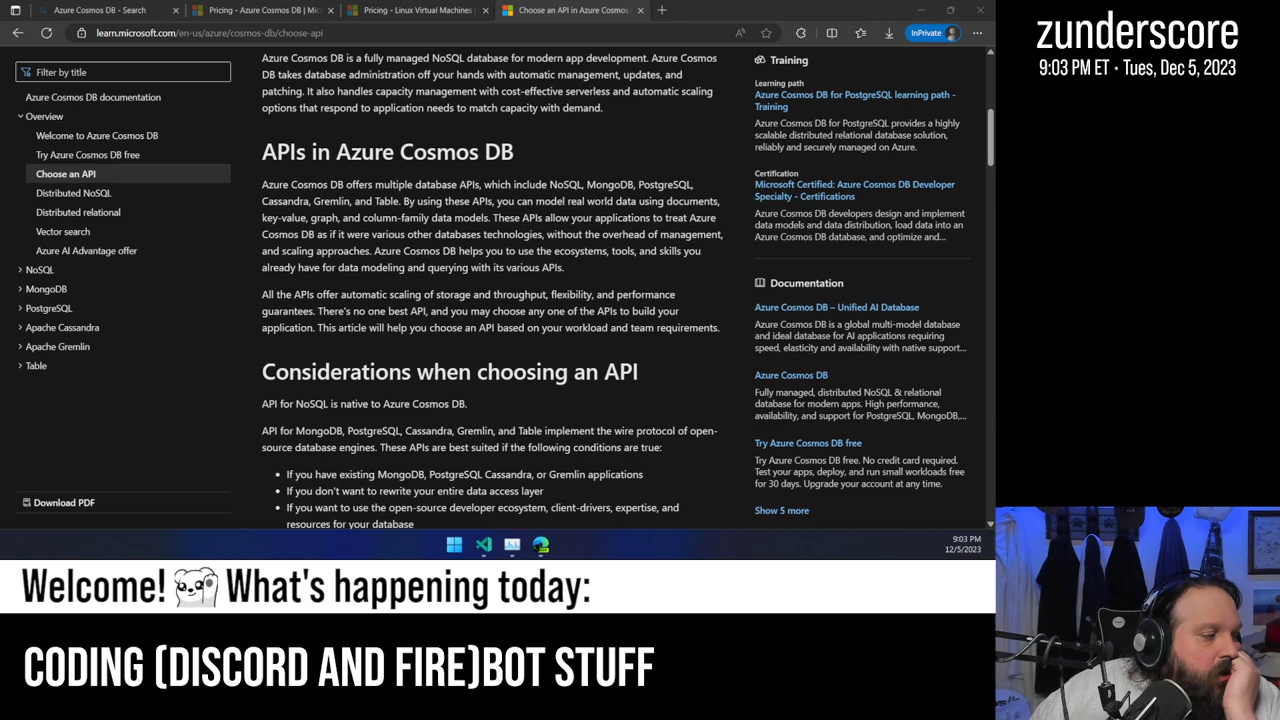 Azure Cosmos DB - Search
Pricing - Azure Cosmos DB | Mic
Pricing - Linux Virtual Machines |
Choose an API in Azure Cosmos
learn.microsoft.com/en-us/azure/cosmos-db/choose-api
InPrivate
Filter by title
Azure Cosmos DB documentation
Overview
Welcome to Azure Cosmos DB
Try Azure Cosmos DB free
Choose an API
Distributed NoSQL
Distributed relational
Vector search
Azure AI Advantage offer
NoSQL
MongoDB
PostgreSQL
Apache Cassandra
Apache Gremlin
Table
Download PDF
Azure Cosmos DB is a fully managed NoSQL database for modern app development. Azure Cosmos
DB takes database administration off your hands with automatic management, updates, and
patching. It also handles capacity management with cost-effective serverless and automatic scaling
options that respond to application needs to match capacity with demand.
APIs in Azure Cosmos DB
Azure Cosmos DB offers multiple database APIs, which include NoSQL, MongoDB, PostgreSQL,
Cassandra, Gremlin, and Table. By using these APIs, you can model real world data using documents,
key-value, graph, and column-family data models. These APIs allow your applications to treat Azure
Cosmos DB as if it were various other databases technologies, without the overhead of management,
and scaling approaches. Azure Cosmos DB helps you to use the ecosystems, tools, and skills you
already have for data modeling and querying with its various APIs.
All the APIs offer automatic scaling of storage and throughput, flexibility, and performance
guarantees. There's no one best API, and you may choose any one of the APIs to build your
application. This article will help you choose an API based on your workload and team requirements.
Considerations when choosing an API
API for NoSQL is native to Azure Cosmos DB.
API for MongoDB, PostgreSQL, Cassandra, Gremlin, and Table implement the wire protocol of open-
source database engines. These APIs are best suited if the following conditions are true:
• If you have existing MongoDB, PostgreSQL Cassandra, or Gremlin applications
• If you don't want to rewrite your entire data access layer
• If you want to use the open-source developer ecosystem, client-drivers, expertise, and
resources for your database
Training
Learning path
Azure Cosmos DB for PostgreSQL learning path -
Training
Azure Cosmos DB for PostgreSQL provides a highly
scalable distributed relational database solution,
reliably and securely managed on Azure.
Certification
Microsoft Certified: Azure Cosmos DB Developer
Specialty - Certifications
Azure Cosmos DB developers design and implement
data models and data distribution, load data into an
Azure Cosmos DB database, and optimize and...
Documentation
Azure Cosmos DB – Unified AI Database
Azure Cosmos DB is a global multi-model database
and ideal database for AI applications requiring
speed, elasticity and availability with native support...
Azure Cosmos DB
Fully managed, distributed NoSQL & relational
database for modern apps. High performance,
availability, and support for PostgreSQL, MongoDB,...
Try Azure Cosmos DB free
Try Azure Cosmos DB free. No credit card required.
Test your apps, deploy, and run small workloads free
for 30 days. Upgrade your account at any time.
Show 5 more
9:03 PM
12/5/2023
zunderscore
9:03 PM ET • Tues, Dec 5, 2023
Welcome! What's happening today:
CODING (DISCORD AND FIRE)BOT STUFF